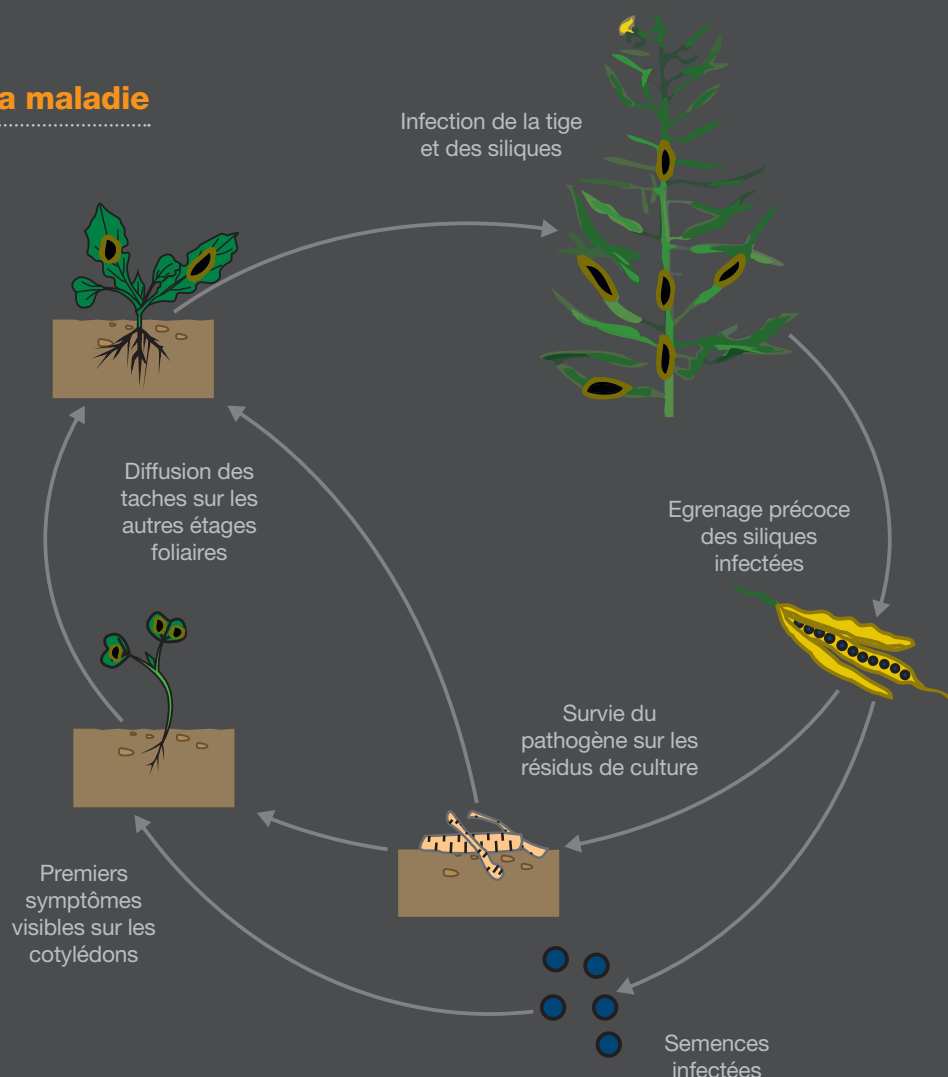 a maladie
Infection de la tige
et des siliques
Diffusion des
taches sur les
autres étages
foliaires
Egrenage précoce
des siliques
infectées
Survie du
pathogène sur les
résidus de culture
Premiers
symptômes
visibles sur les
cotylédons
Semences
infectées